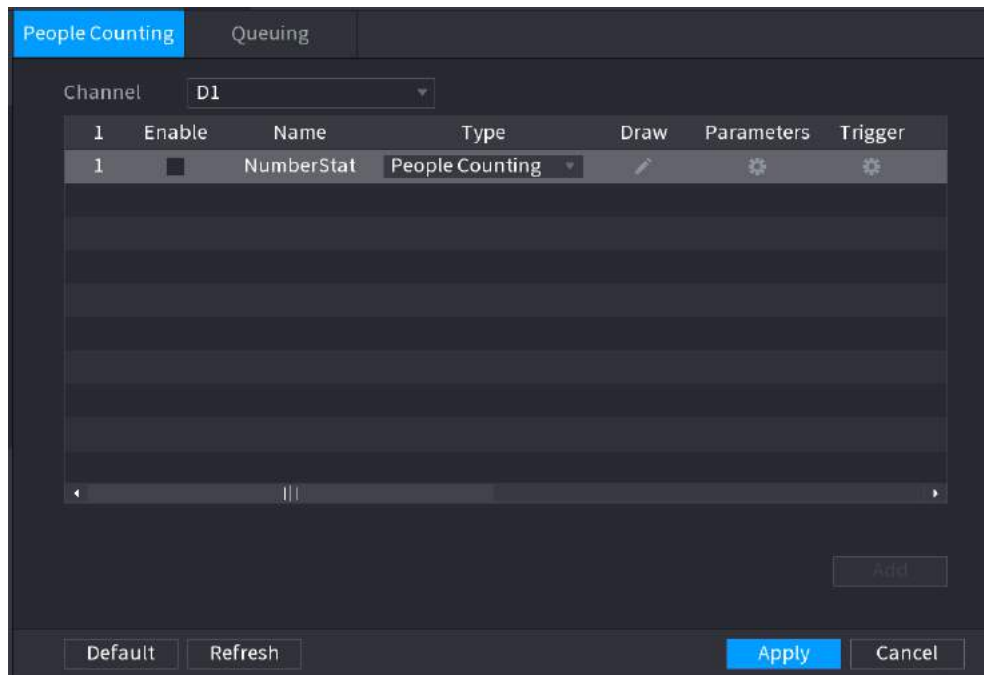 People Counting Queuing
Channel D1
1 Enable Name Type Draw Parameters Trigger
1 NumberStat People Counting
Add
Default Refresh Apply Cancel